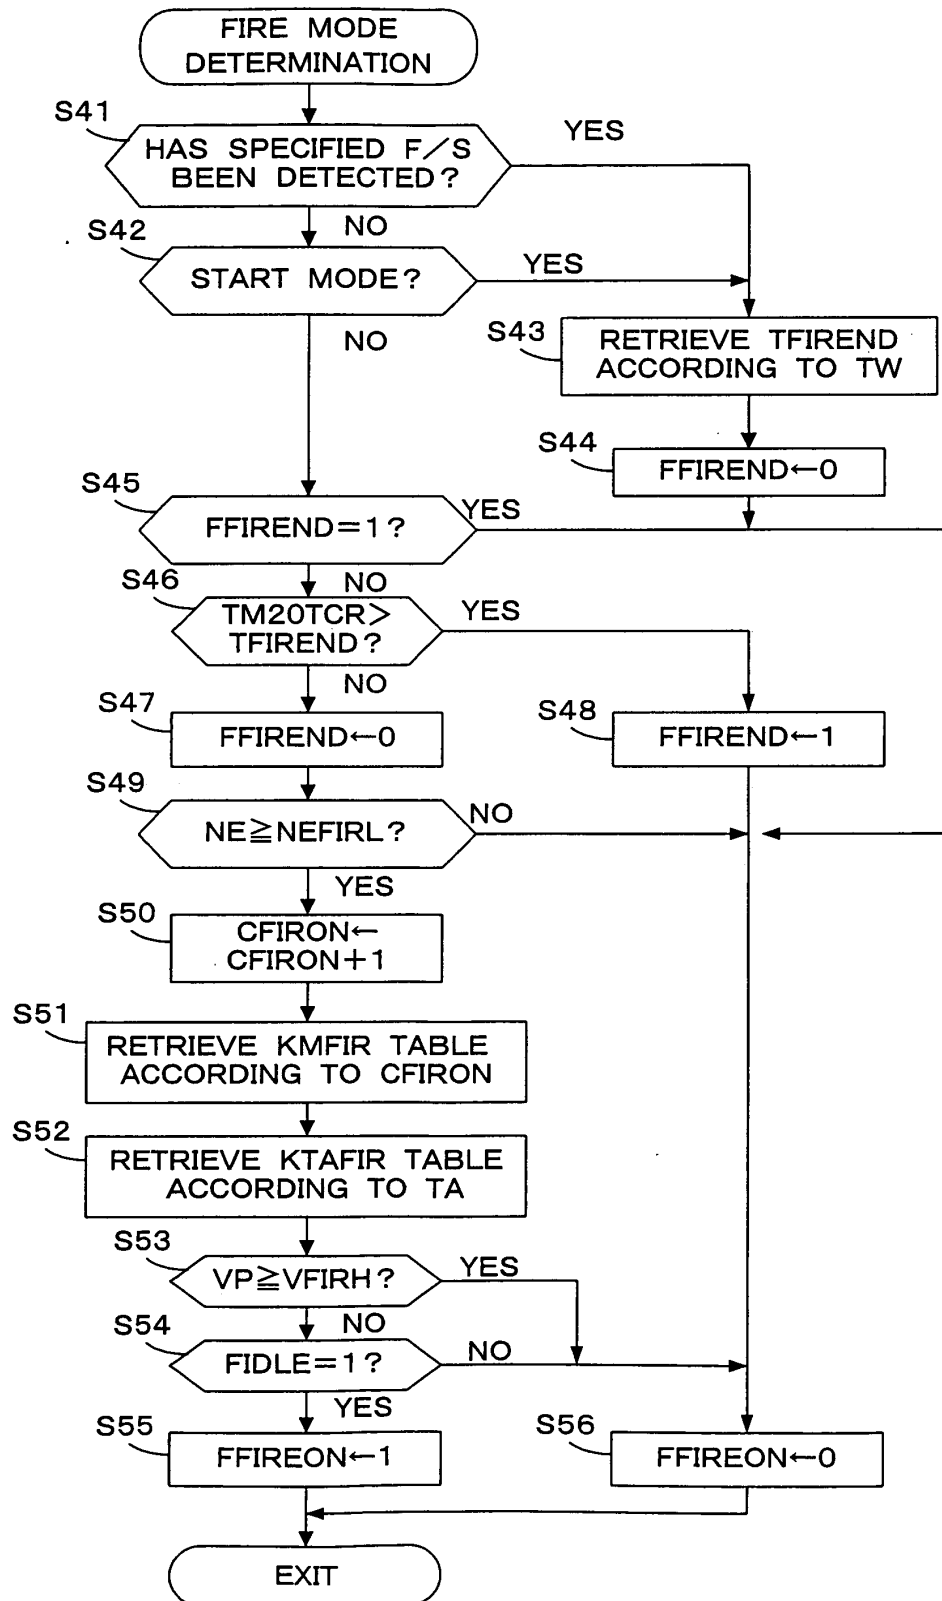 FIRE MODE
DETERMINATION
S41
HAS SPECIFIED F/S
BEEN DETECTED?
YES
NO
S42
START MODE?
YES
NO
S43
RETRIEVE TFIREND
ACCORDING TO TW
S44
FFIREND←0
S45
FFIREND=1?
YES
NO
S46
TM20TCR>
TFIREND?
YES
NO
S47
FFIREND←0
S48
FFIREND←1
S49
NE≧NEFIRL?
NO
YES
S50
CFIRON←
CFIRON+1
S51
RETRIEVE KMFIR TABLE
ACCORDING TO CFIRON
S52
RETRIEVE KTAFIR TABLE
ACCORDING TO TA
S53
VP≧VFIRH?
YES
NO
S54
FIDLE=1?
NO
YES
S55
FFIREON←1
S56
FFIREON←0
EXIT